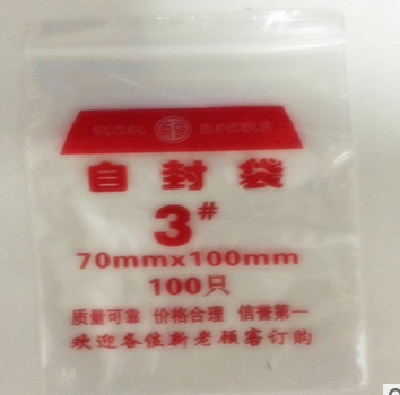 自封袋
3#
70mmx100mm
100只
质量可靠 价格合理 信誉第一
欢迎各位新老顾客订购